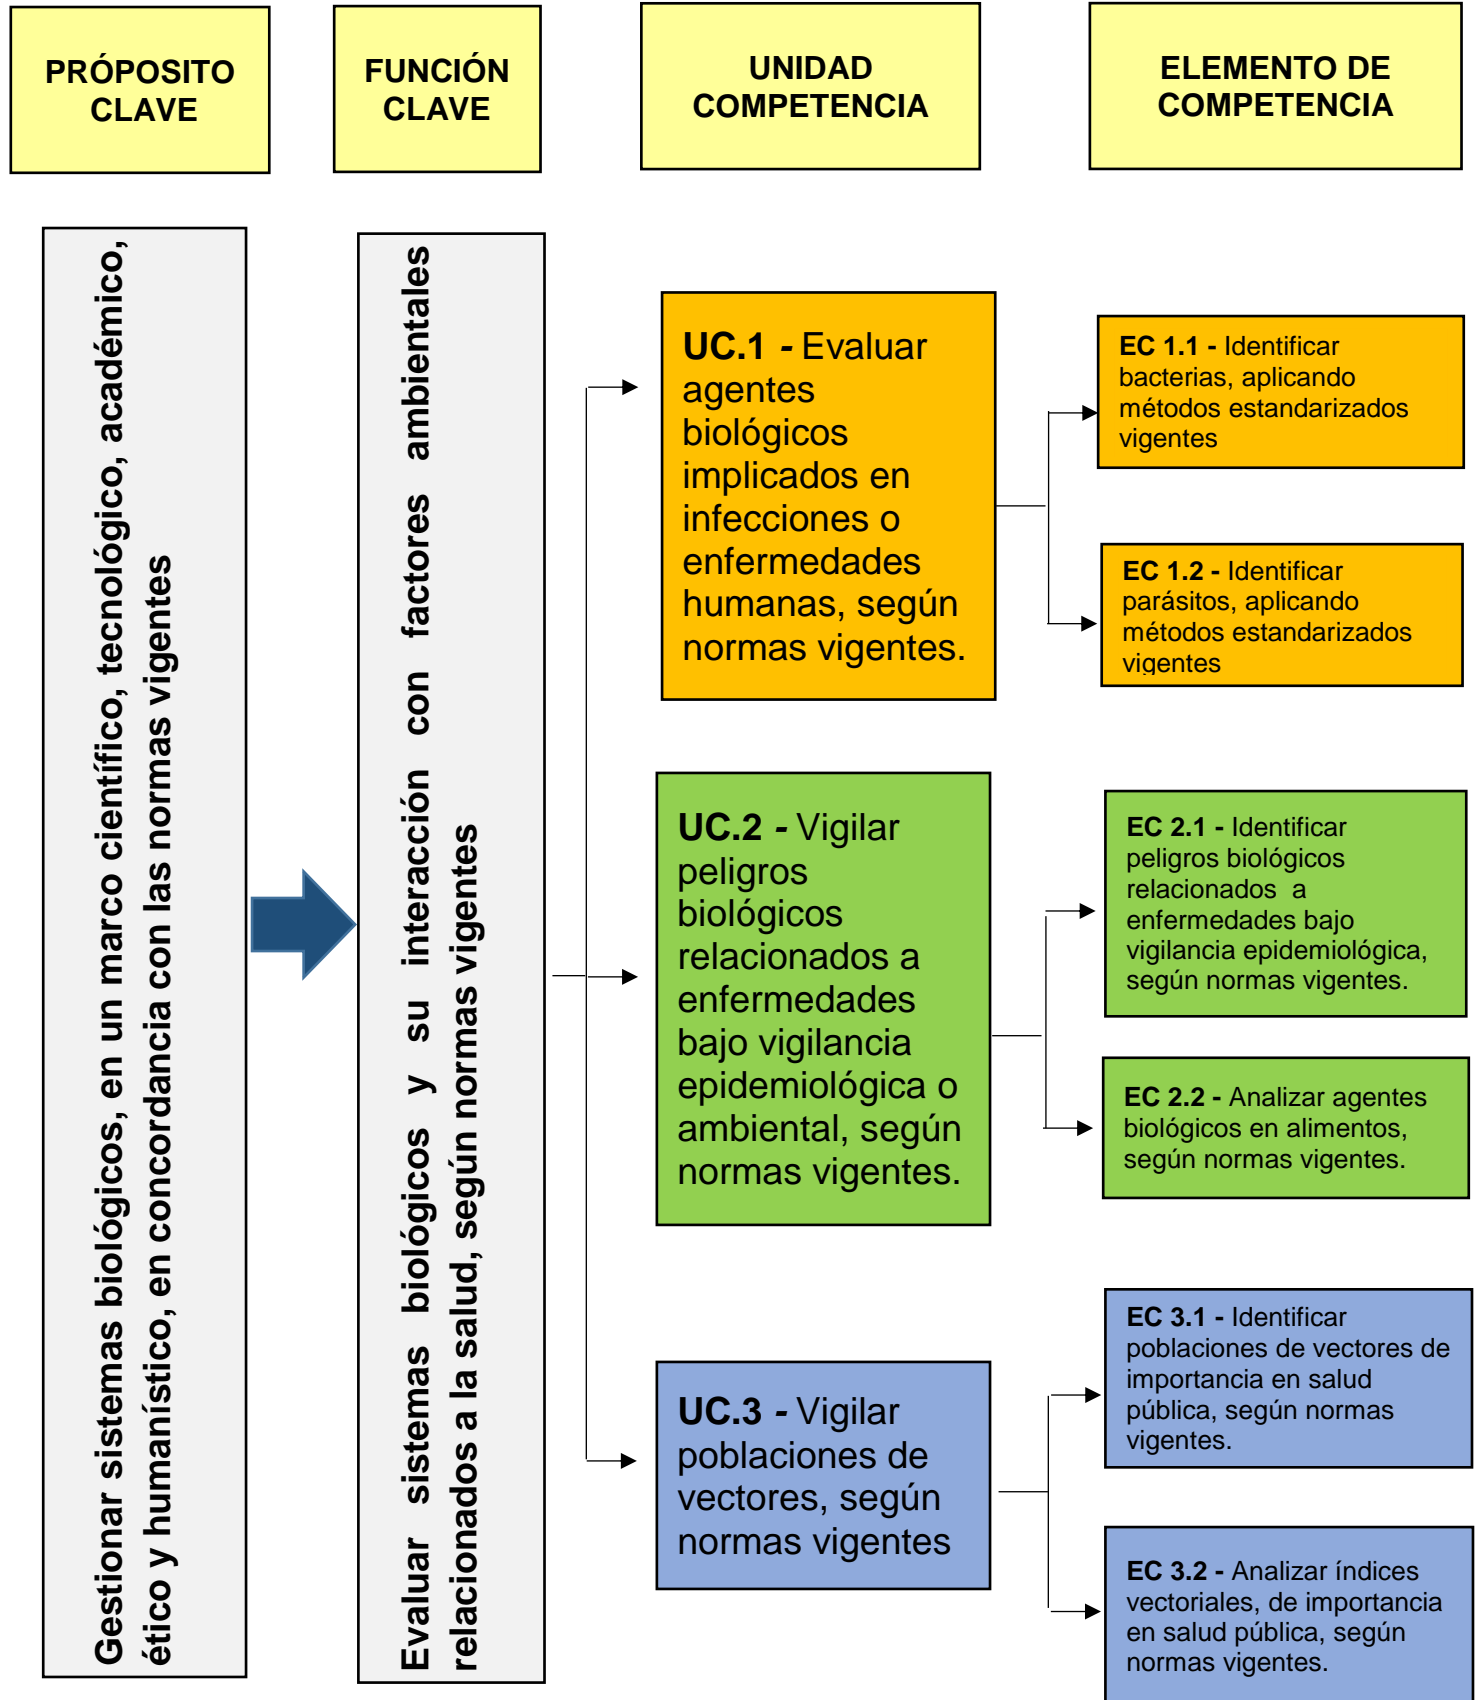 PRÓPOSITO
CLAVE
FUNCIÓN
CLAVE
UNIDAD
COMPETENCIA
ELEMENTO DE
COMPETENCIA
Gestionar sistemas biológicos, en un marco científico, tecnológico, académico,
ético y humanístico, en concordancia con las normas vigentes
Evaluar sistemas biológicos y su interacción con factores ambientales
relacionados a la salud, según normas vigentes
UC.1 - Evaluar
agentes
biológicos
implicados en
infecciones o
enfermedades
humanas, según
normas vigentes.
EC 1.1 - Identificar
bacterias, aplicando
métodos estandarizados
vigentes
EC 1.2 - Identificar
parásitos, aplicando
métodos estandarizados
vigentes
UC.2 - Vigilar
peligros
biológicos
relacionados a
enfermedades
bajo vigilancia
epidemiológica o
ambiental, según
normas vigentes.
EC 2.1 - Identificar
peligros biológicos
relacionados a
enfermedades bajo
vigilancia epidemiológica,
según normas vigentes.
EC 2.2 - Analizar agentes
biológicos en alimentos,
según normas vigentes.
UC.3 - Vigilar
poblaciones de
vectores, según
normas vigentes
EC 3.1 - Identificar
poblaciones de vectores de
importancia en salud
pública, según normas
vigentes.
EC 3.2 - Analizar índices
vectoriales, de importancia
en salud pública, según
normas vigentes.